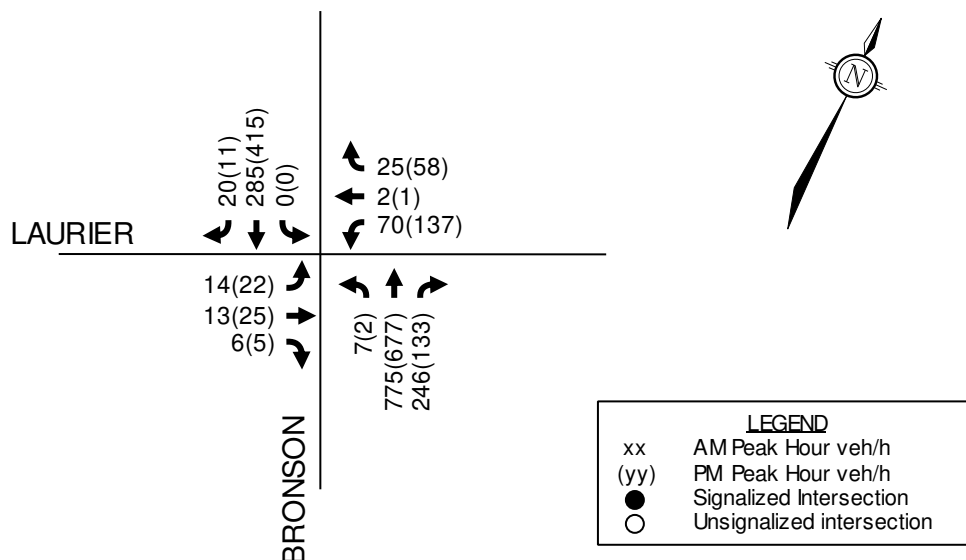 N
20(11)
285(415)
0(0)
25(58)
2(1)
70(137)
LAURIER
14(22)
13(25)
6(5)
7(2)
775(677)
246(133)
BRONSON
LEGEND
xx AM Peak Hour veh/h
(yy) PM Peak Hour veh/h
Signalized Intersection
Unsignalized intersection